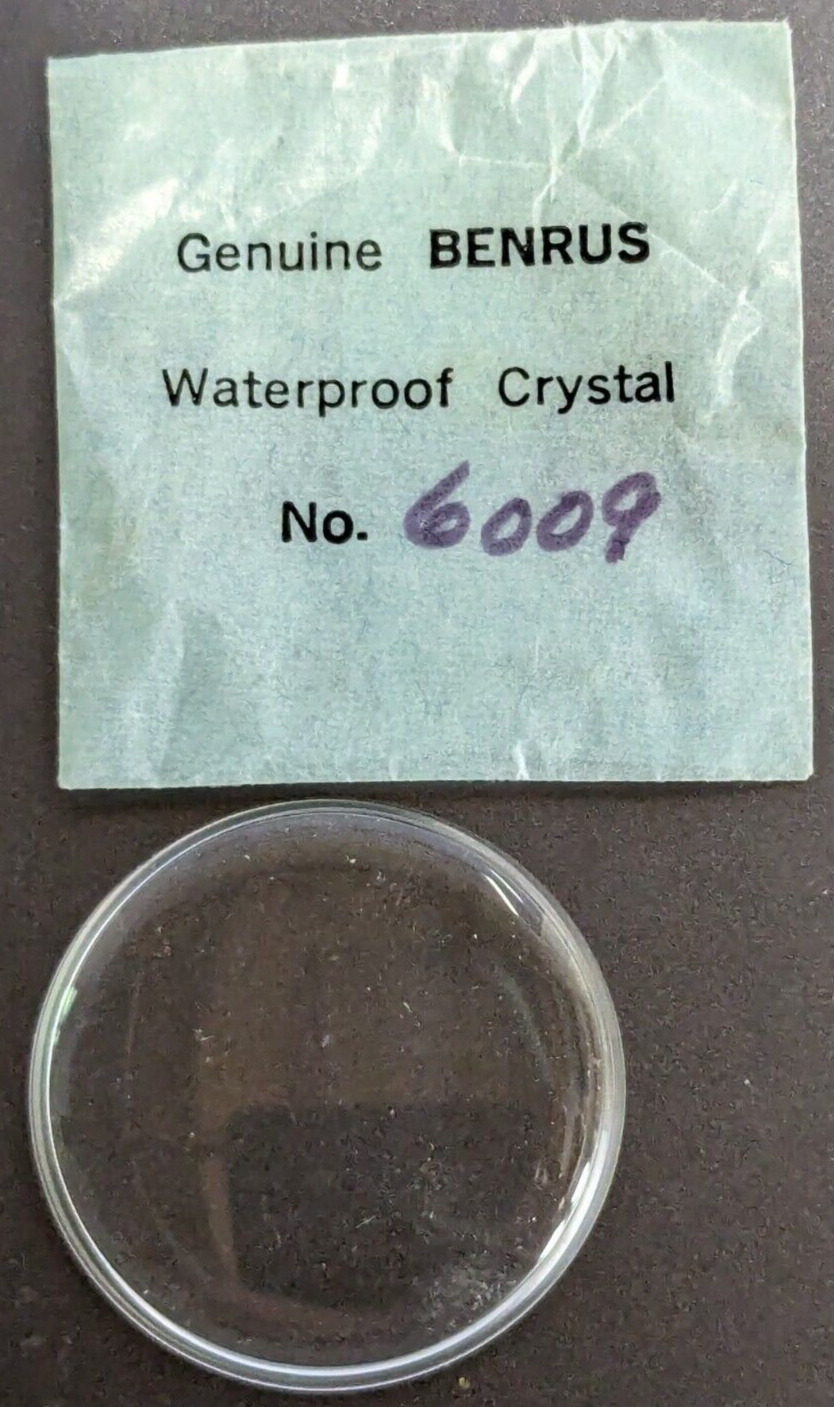 Genuine BENRUS
Waterproof Crystal
No. 6009